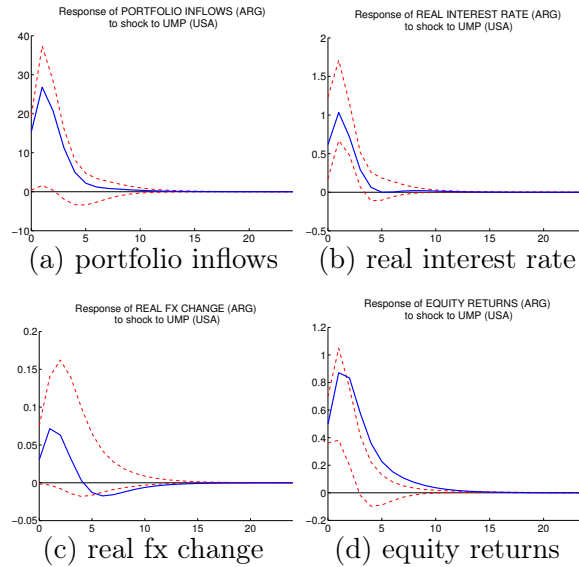 Response of PORTFOLIO INFLOWS (ARG)
to shock to UMP (USA)
40
30
20
10
0
−10
0 5 10 15 20
(a) portfolio inflows
Response of REAL INTEREST RATE (ARG)
to shock to UMP (USA)
2
1.5
1
0.5
0
−0.5
0 5 10 15 20
(b) real interest rate
Response of REAL FX CHANGE (ARG)
to shock to UMP (USA)
0.2
0.15
0.1
0.05
0
−0.05
0 5 10 15 20
(c) real fx change
Response of EQUITY RETURNS (ARG)
to shock to UMP (USA)
1.2
1
0.8
0.6
0.4
0.2
0
−0.2
0 5 10 15 20
(d) equity returns